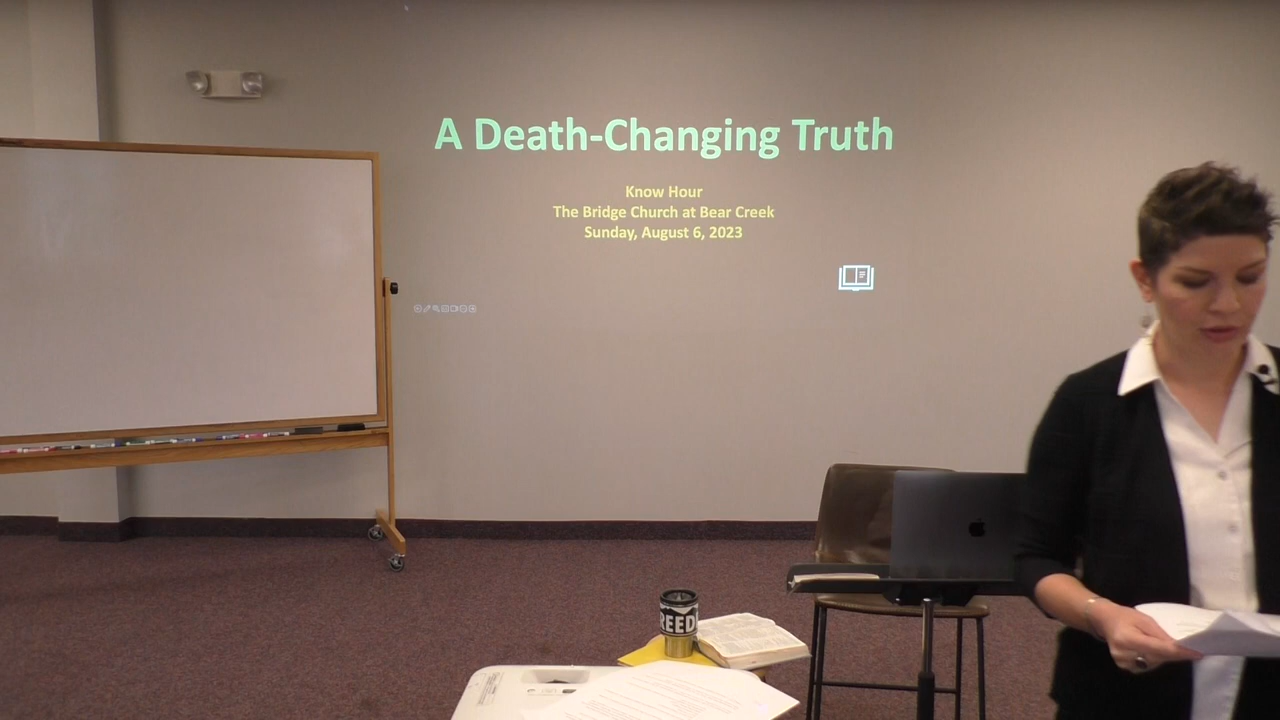 A Death-Changing Truth
Know Hour
The Bridge Church at Bear Creek
Sunday, August 6, 2023
REED